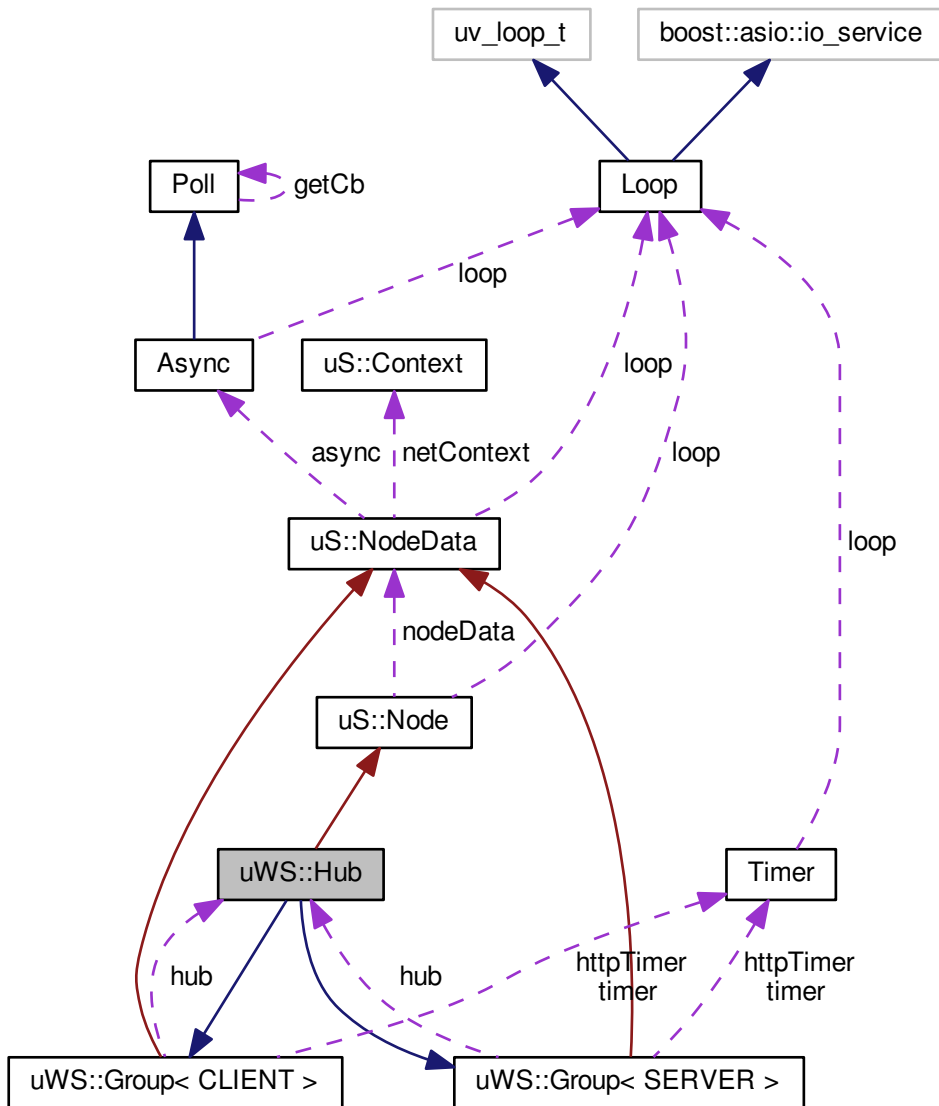 uv_loop_t
boost::asio::io_service
Poll
getCb
Loop
loop
Async
uS::Context
loop
async
netContext
loop
uS::NodeData
loop
nodeData
uS::Node
uWS::Hub
Timer
hub
hub
httpTimer
timer
httpTimer
timer
uWS::Group< CLIENT >
uWS::Group< SERVER >